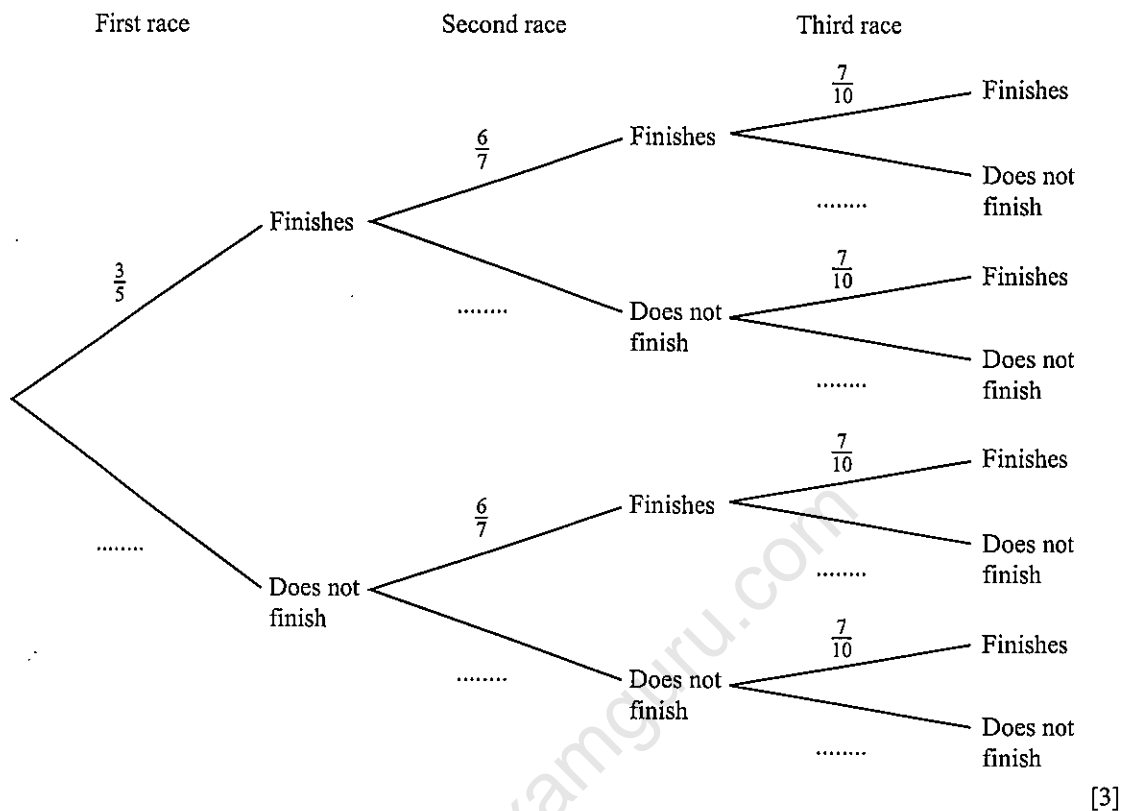 First race Second race Third race
7/10
Finishes
6/7
Finishes
Does not
finish
........
Finishes
7/10
Finishes
3/5
........
Does not
finish
Does not
finish
........
7/10
Finishes
6/7
Finishes
Does not
finish
........
........
Does not
finish
7/10
Finishes
........
Does not
finish
Does not
finish
........
[3]
xamguru.com